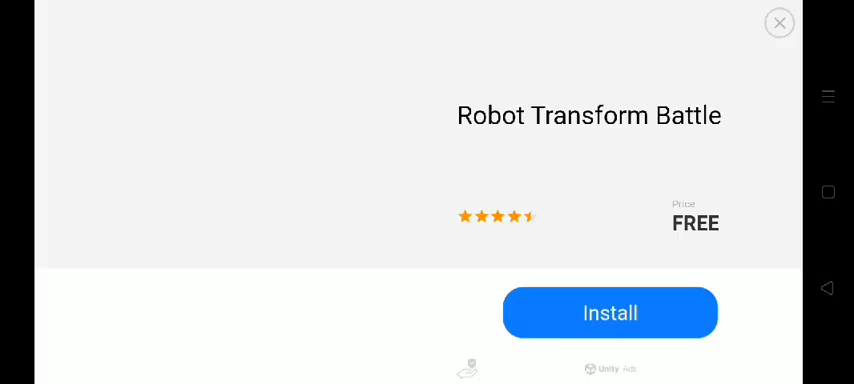 Robot Transform Battle
Price
FREE
Install
Unity Ads